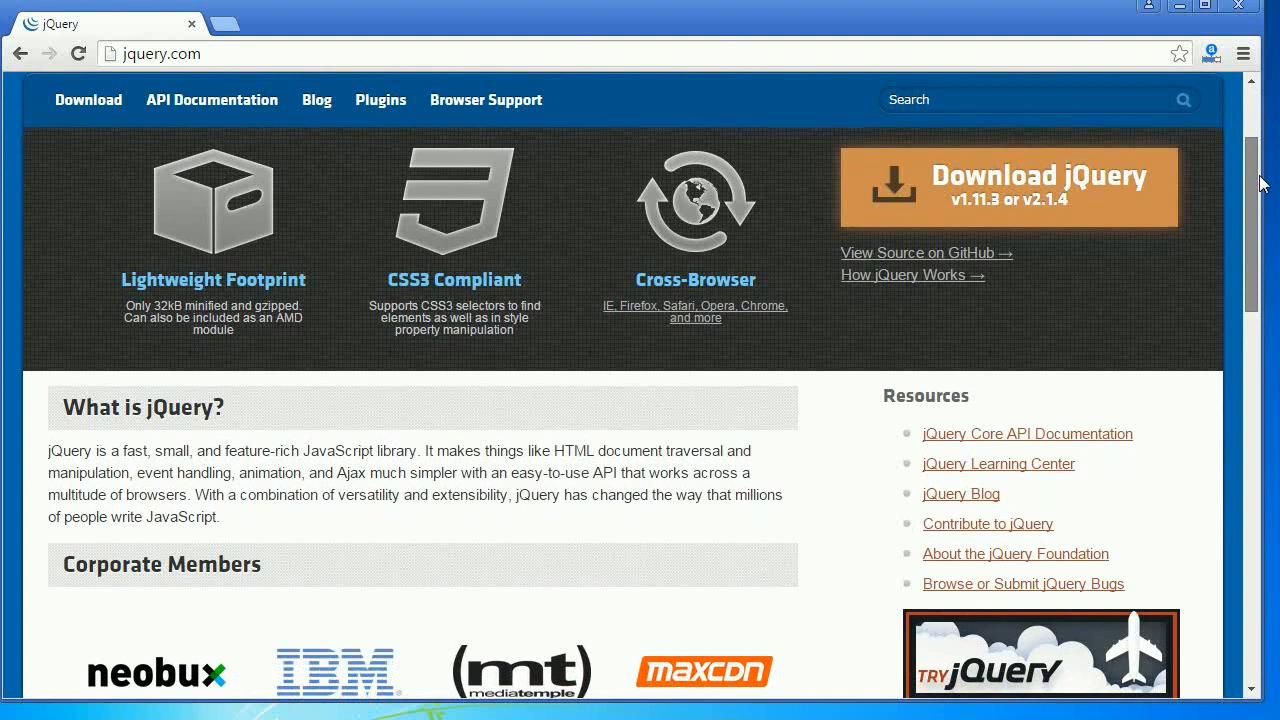 jQuery
jquery.com
Download API Documentation Blog Plugins Browser Support
Search
Lightweight Footprint
Only 32kB minified and gzipped.
Can also be included as an AMD
module
CSS3 Compliant
Supports CSS3 selectors to find
elements as well as in style
property manipulation
Cross-Browser
IE, Firefox, Safari, Opera, Chrome,
and more
Download jQuery
v1.11.3 or v2.1.4
View Source on GitHub →
How jQuery Works →
What is jQuery?
jQuery is a fast, small, and feature-rich JavaScript library. It makes things like HTML document traversal and
manipulation, event handling, animation, and Ajax much simpler with an easy-to-use API that works across a
multitude of browsers. With a combination of versatility and extensibility, jQuery has changed the way that millions
of people write JavaScript.
Corporate Members
neobux
IBM
(mt)
mediatemple
maxcdn
Resources
jQuery Core API Documentation
jQuery Learning Center
jQuery Blog
Contribute to jQuery
About the jQuery Foundation
Browse or Submit jQuery Bugs
TRY jQuery